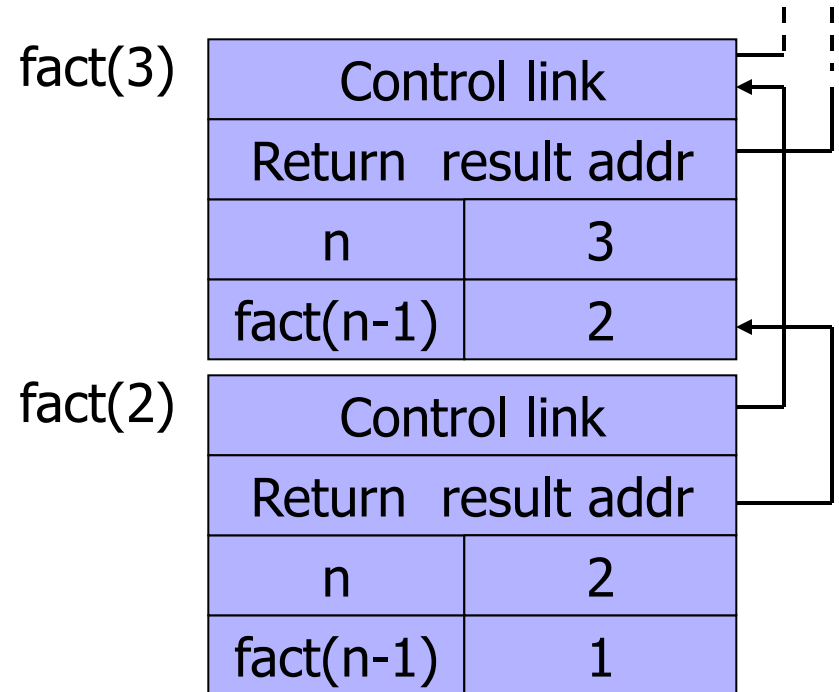 fact(3)
Control link
Return result addr
n 3
fact(n-1) 2
fact(2)
Control link
Return result addr
n 2
fact(n-1) 1